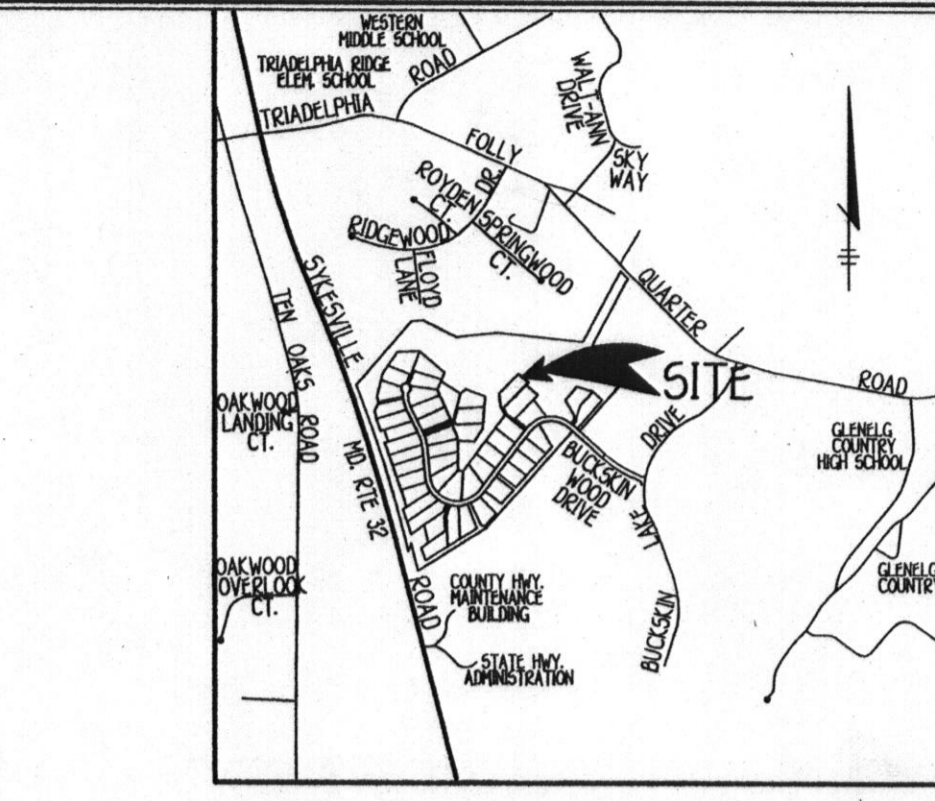 WESTERN
MIDDLE SCHOOL
TRIADELPHIA RIDGE
ELEM. SCHOOL
TRIADELPHIA
ROAD
WALT-ANN
DRIVE
FOLLY
SKY
WAY
ROYDEN
CT.
DR.
RIDGEWOOD
SPRINGWOOD
CT.
FLOYD
LANE
SYKESVILLE
QUARTER
TEN OAKS ROAD
SITE
ROAD
OAKWOOD
LANDING
CT.
DRIVE
GLENELG
COUNTRY
HIGH SCHOOL
MD. RTE 32
BUCKSKIN
WOOD
DRIVE
LAKE
OAKWOOD
OVERLOOK
CT.
ROAD
COUNTY HWY.
MAINTENANCE
BUILDING
GLENELG
COUNTRY
BUCKSKIN
STATE HWY.
ADMINISTRATION